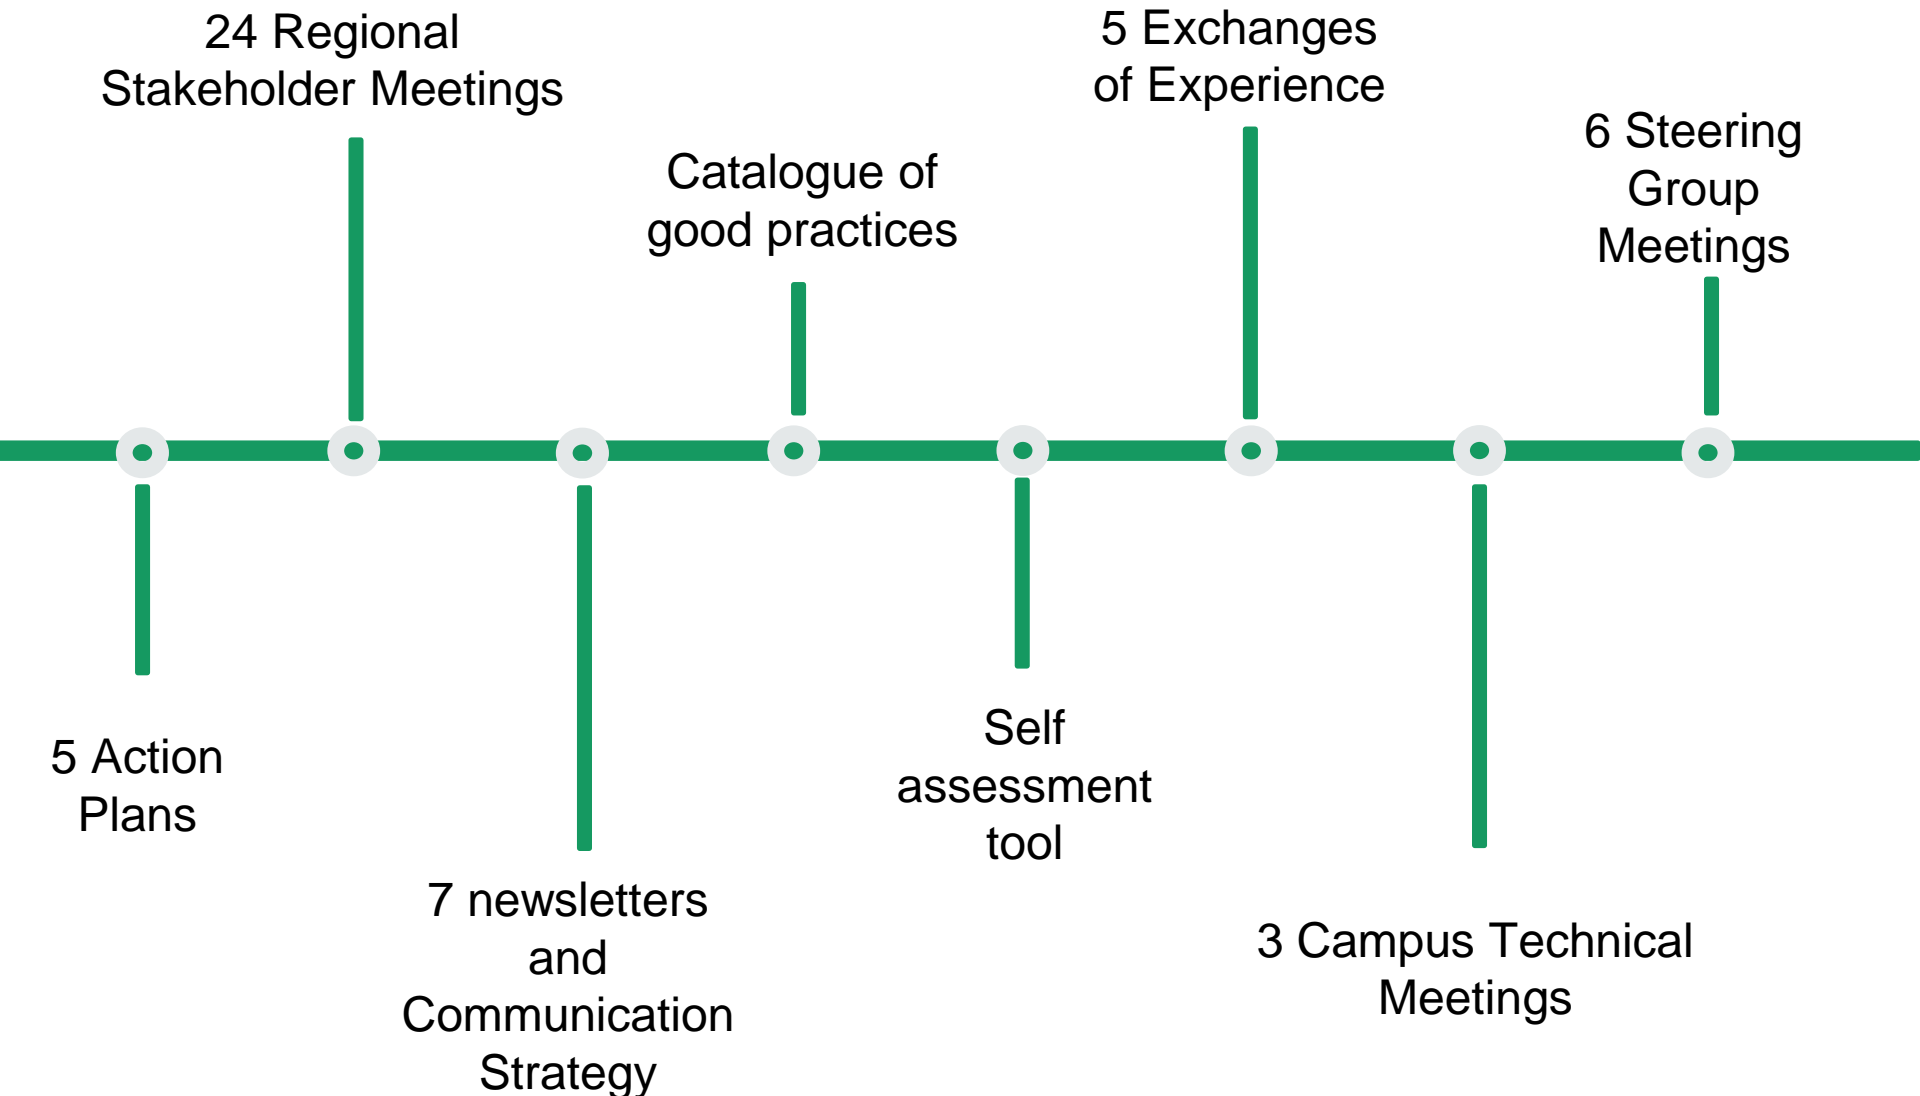 24 Regional
Stakeholder Meetings
5 Exchanges
of Experience
6 Steering
Group
Meetings
Catalogue of
good practices
5 Action
Plans
Self
assessment
tool
7 newsletters
and
Communication
Strategy
3 Campus Technical
Meetings